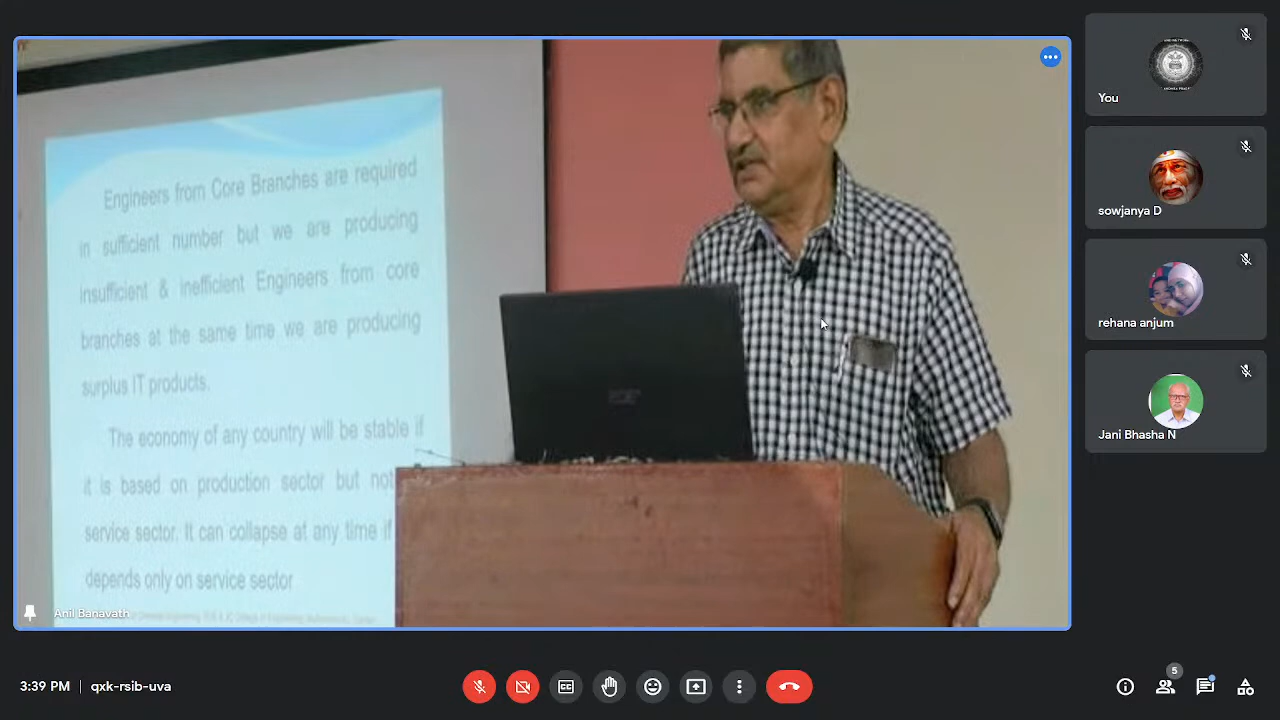 Engineers from Core Branches are required
in sufficient number but we are producing
insufficient & inefficient Engineers from core
branches at the same time we are producing
surplus IT products.
The economy of any country will be stable if
it is based on production sector but not
service sector. It can collapse at any time if
depends only on service sector
Anil Banavath
acer
You
sowjanya D
rehana anjum
Jani Bhasha N
3:39 PM | qxk-rsib-uva
5